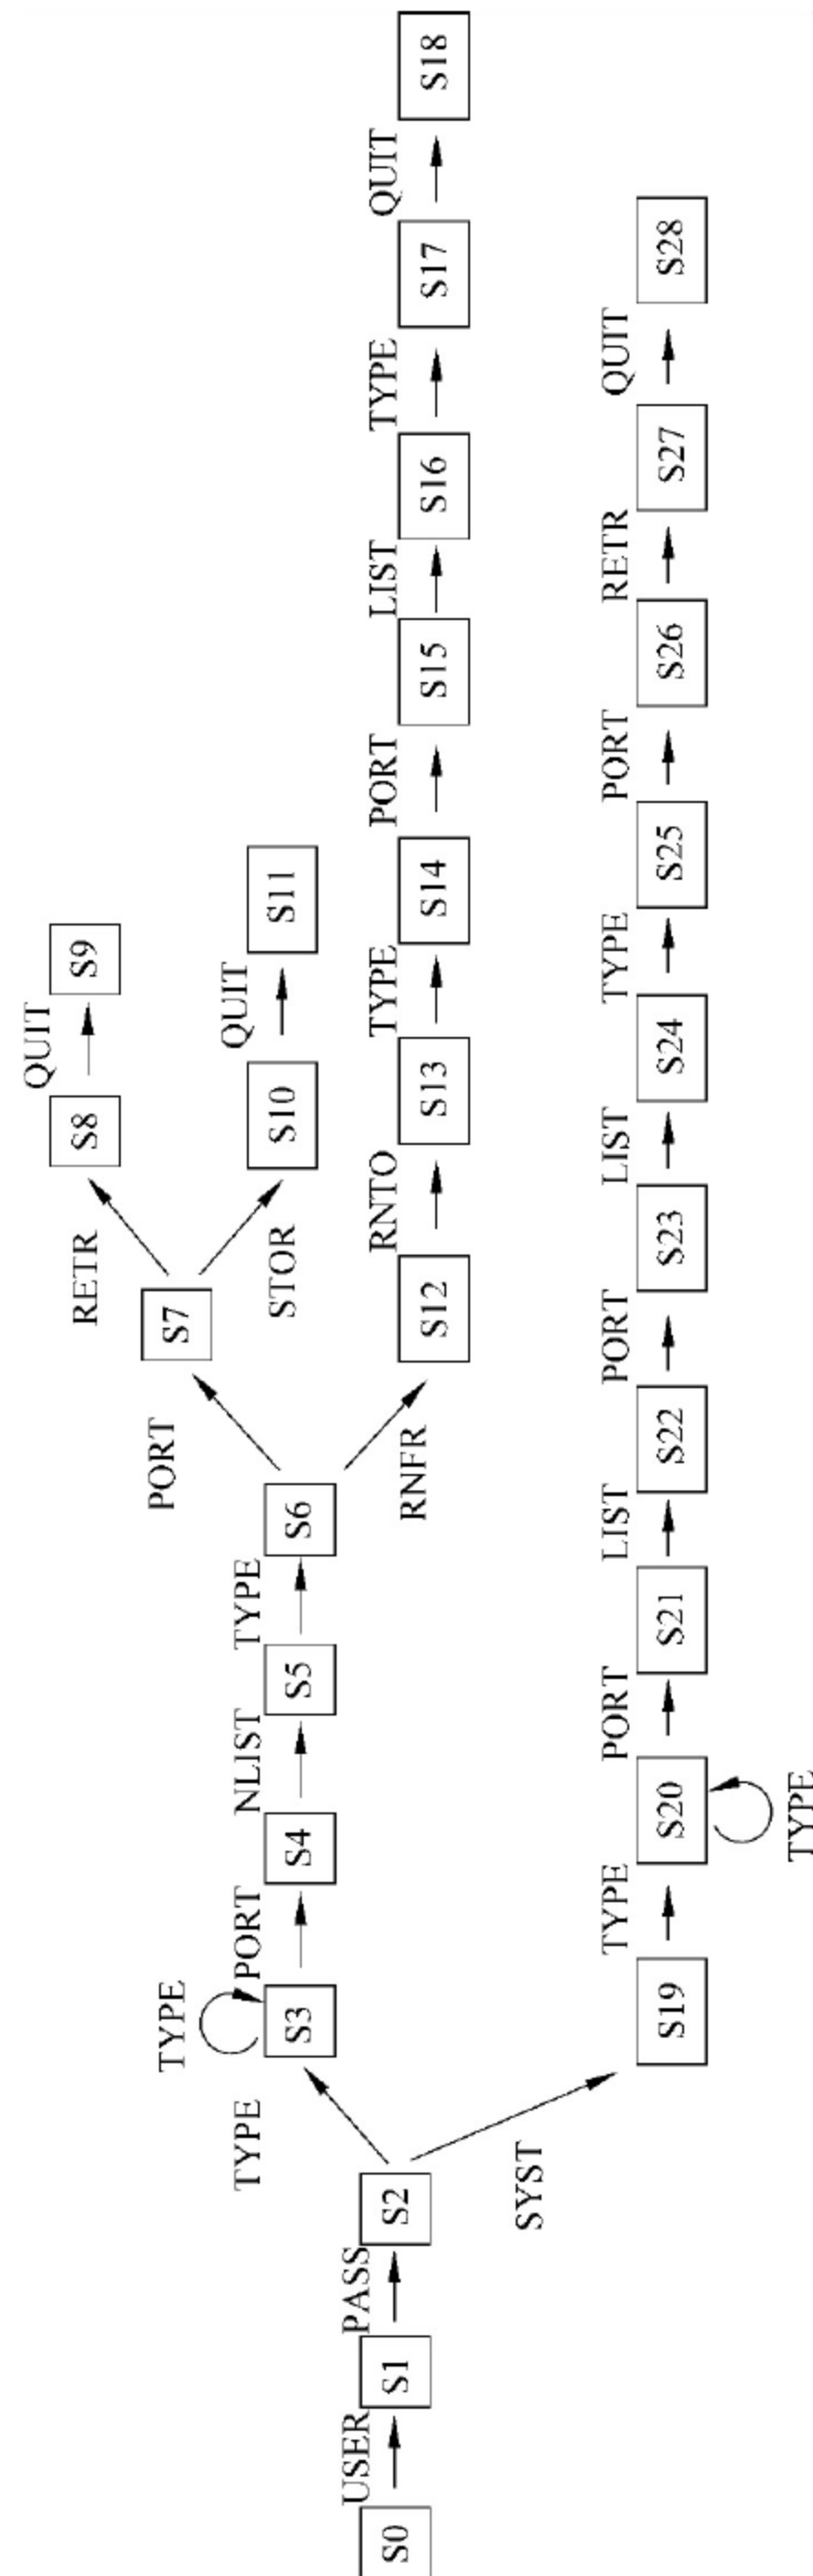 S0
USER
S1
PASS
S2
TYPE
S3
TYPE
PORT
S4
NLIST
S5
TYPE
S6
PORT
S7
RETR
S8
QUIT
S9
STOR
S10
QUIT
S11
RNFR
S12
RNTO
S13
TYPE
S14
PORT
S15
LIST
S16
TYPE
S17
QUIT
S18
SYST
S19
TYPE
S20
TYPE
PORT
S21
LIST
S22
PORT
S23
LIST
S24
TYPE
S25
PORT
S26
RETR
S27
QUIT
S28